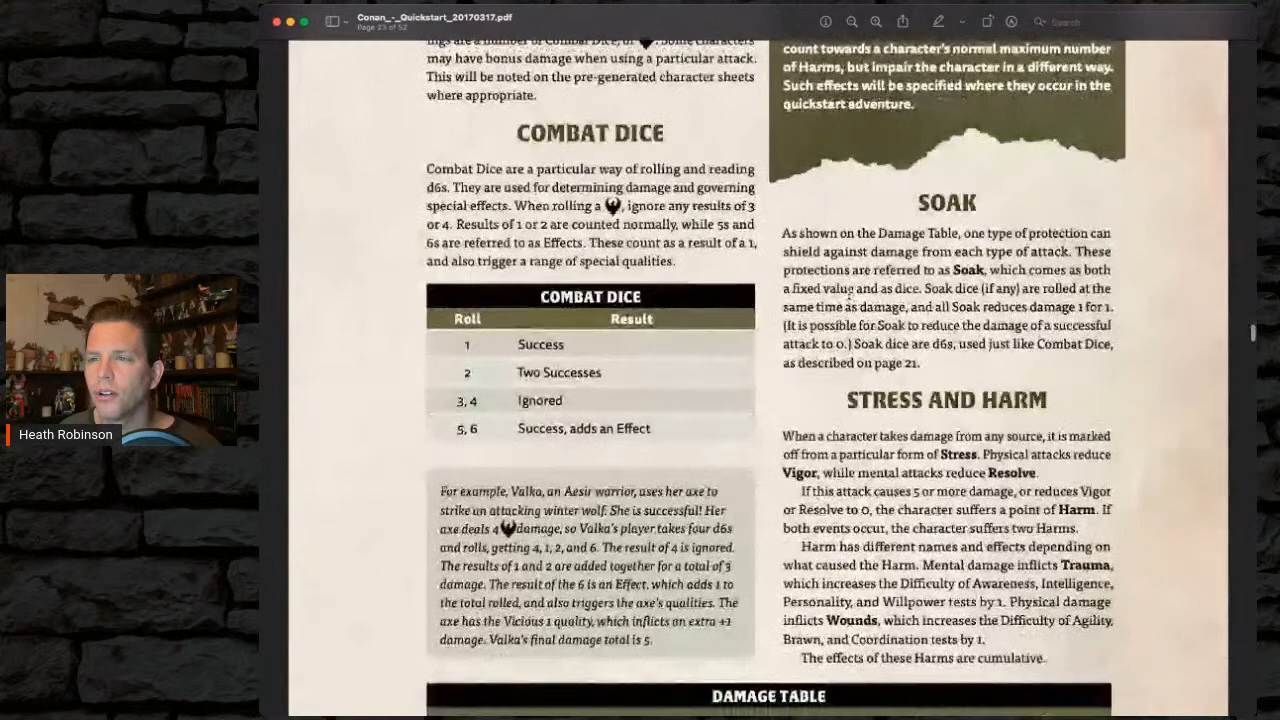 Conan_-_Quickstart_20170317.pdf
Page 23 of 52
Search
ings are a number of Combat Dice, or . Some characters
may have bonus damage when using a particular attack.
This will be noted on the pre-generated character sheets
where appropriate.
COMBAT DICE
Combat Dice are a particular way of rolling and reading
d6s. They are used for determining damage and governing
special effects. When rolling a , ignore any results of 3
or 4. Results of 1 or 2 are counted normally, while 5s and
6s are referred to as Effects. These count as a result of a 1,
and also trigger a range of special qualities.
COMBAT DICE
Roll Result
1 Success
2 Two Successes
3, 4 Ignored
5, 6 Success, adds an Effect
For example, Valka, an Aesir warrior, uses her axe to
strike an attacking winter wolf. She is successful! Her
axe deals 4 damage, so Valka's player takes four d6s
and rolls, getting 4, 1, 2, and 6. The result of 4 is ignored.
The results of 1 and 2 are added together for a total of 3
damage. The result of the 6 is an Effect, which adds 1 to
the total rolled, and also triggers the axe's qualities. The
axe has the Vicious 1 quality, which inflicts an extra +1
damage. Valka's final damage total is 5.
count towards a character's normal maximum number
of Harms, but impair the character in a different way.
Such effects will be specified where they occur in the
quickstart adventure.
SOAK
As shown on the Damage Table, one type of protection can
shield against damage from each type of attack. These
protections are referred to as Soak, which comes as both
a fixed value and as dice. Soak dice (if any) are rolled at the
same time as damage, and all Soak reduces damage 1 for 1.
(It is possible for Soak to reduce the damage of a successful
attack to 0.) Soak dice are d6s, used just like Combat Dice,
as described on page 21.
STRESS AND HARM
When a character takes damage from any source, it is marked
off from a particular form of Stress. Physical attacks reduce
Vigor, while mental attacks reduce Resolve.
If this attack causes 5 or more damage, or reduces Vigor
or Resolve to 0, the character suffers a point of Harm. If
both events occur, the character suffers two Harms.
Harm has different names and effects depending on
what caused the Harm. Mental damage inflicts Trauma,
which increases the Difficulty of Awareness, Intelligence,
Personality, and Willpower tests by 1. Physical damage
inflicts Wounds, which increases the Difficulty of Agility,
Brawn, and Coordination tests by 1.
The effects of these Harms are cumulative.
DAMAGE TABLE
Heath Robinson